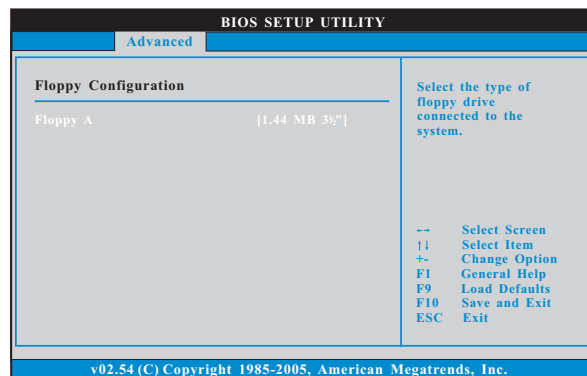 BIOS SETUP UTILITY
Advanced
Floppy Configuration
Floppy A [1.44 MB 3½"]
Select the type of
floppy drive
connected to the
system.
←→ Select Screen
↑↓ Select Item
+- Change Option
F1 General Help
F9 Load Defaults
F10 Save and Exit
ESC Exit
v02.54 (C) Copyright 1985-2005, American Megatrends, Inc.